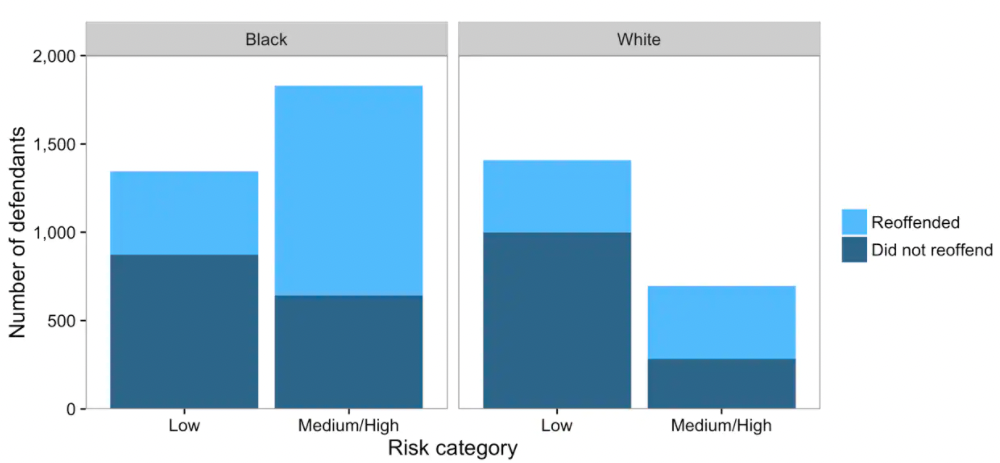 Black
White
2,000
1,500
1,000
500
0
Number of defendants
Low
Medium/High
Low
Medium/High
Risk category
Reoffended
Did not reoffend